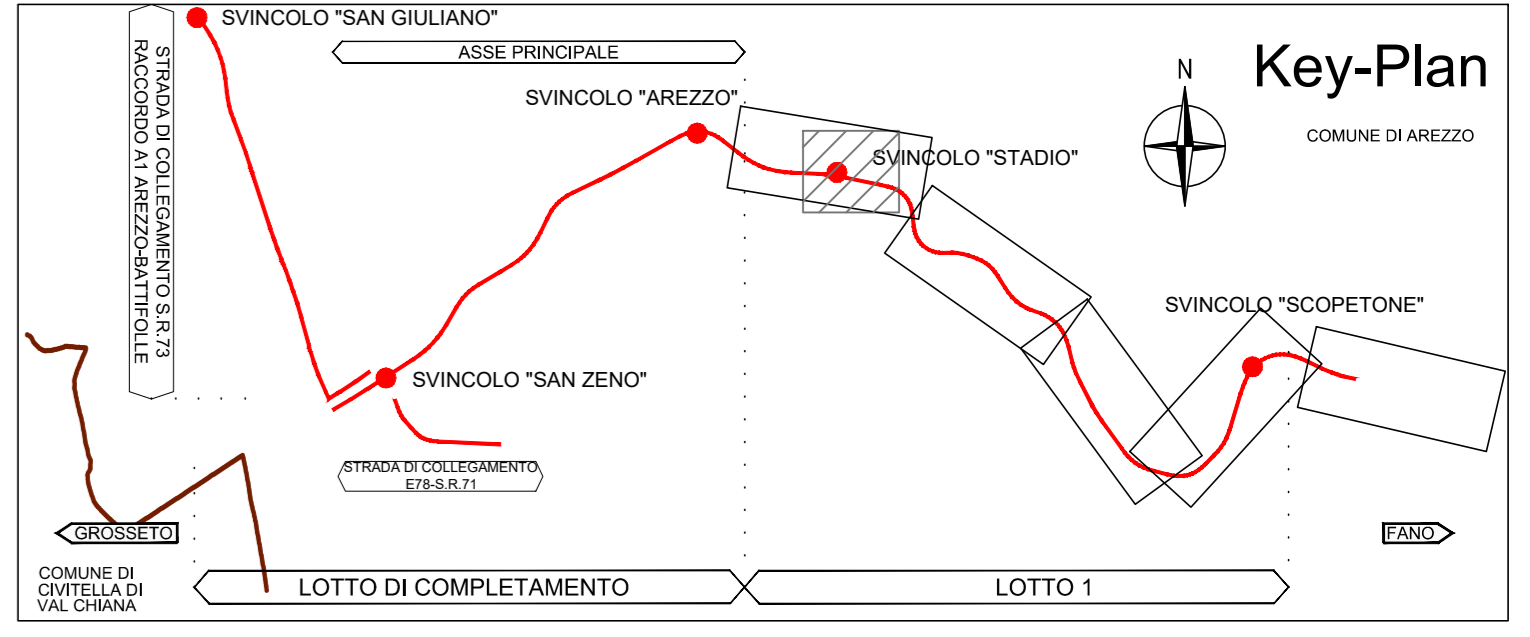 SVINCOLO "SAN GIULIANO"
ASSE PRINCIPALE
Key-Plan
N
COMUNE DI AREZZO
STRADA DI COLLEGAMENTO S.R.73
RACCORDO A1 AREZZO-BATTIFOLLE
SVINCOLO "AREZZO"
SVINCOLO "STADIO"
SVINCOLO "SCOPETONE"
SVINCOLO "SAN ZENO"
STRADA DI COLLEGAMENTO
E78-S.R.71
GROSSETO
FANO
COMUNE DI
CIVITELLA DI
VAL CHIANA
LOTTO DI COMPLETAMENTO
LOTTO 1